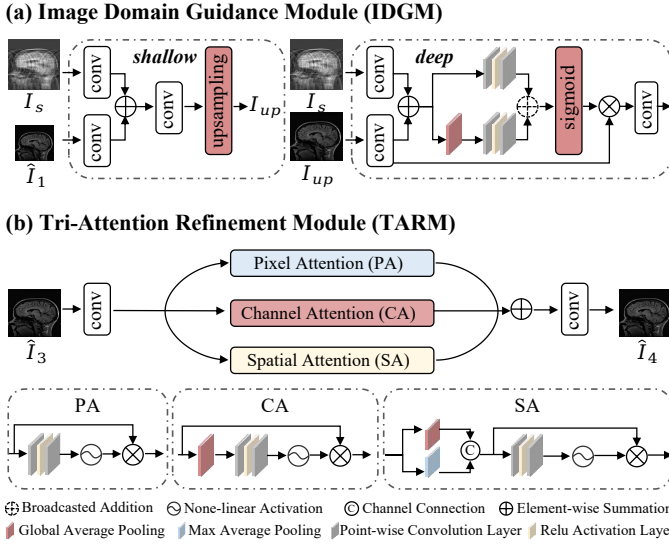 (a) Image Domain Guidance Module (IDGM)
shallow
conv
conv
conv
upsampling
I_s
Î_1
I_up
deep
conv
conv
sigmoid
conv
I_s
I_up
(b) Tri-Attention Refinement Module (TARM)
Pixel Attention (PA)
conv
Channel Attention (CA)
conv
Î_3
Î_4
Spatial Attention (SA)
PA
CA
SA
C
Broadcasted Addition
None-linear Activation
C Channel Connection
Element-wise Summation
Global Average Pooling
Max Average Pooling
Point-wise Convolution Layer
Relu Activation Layer